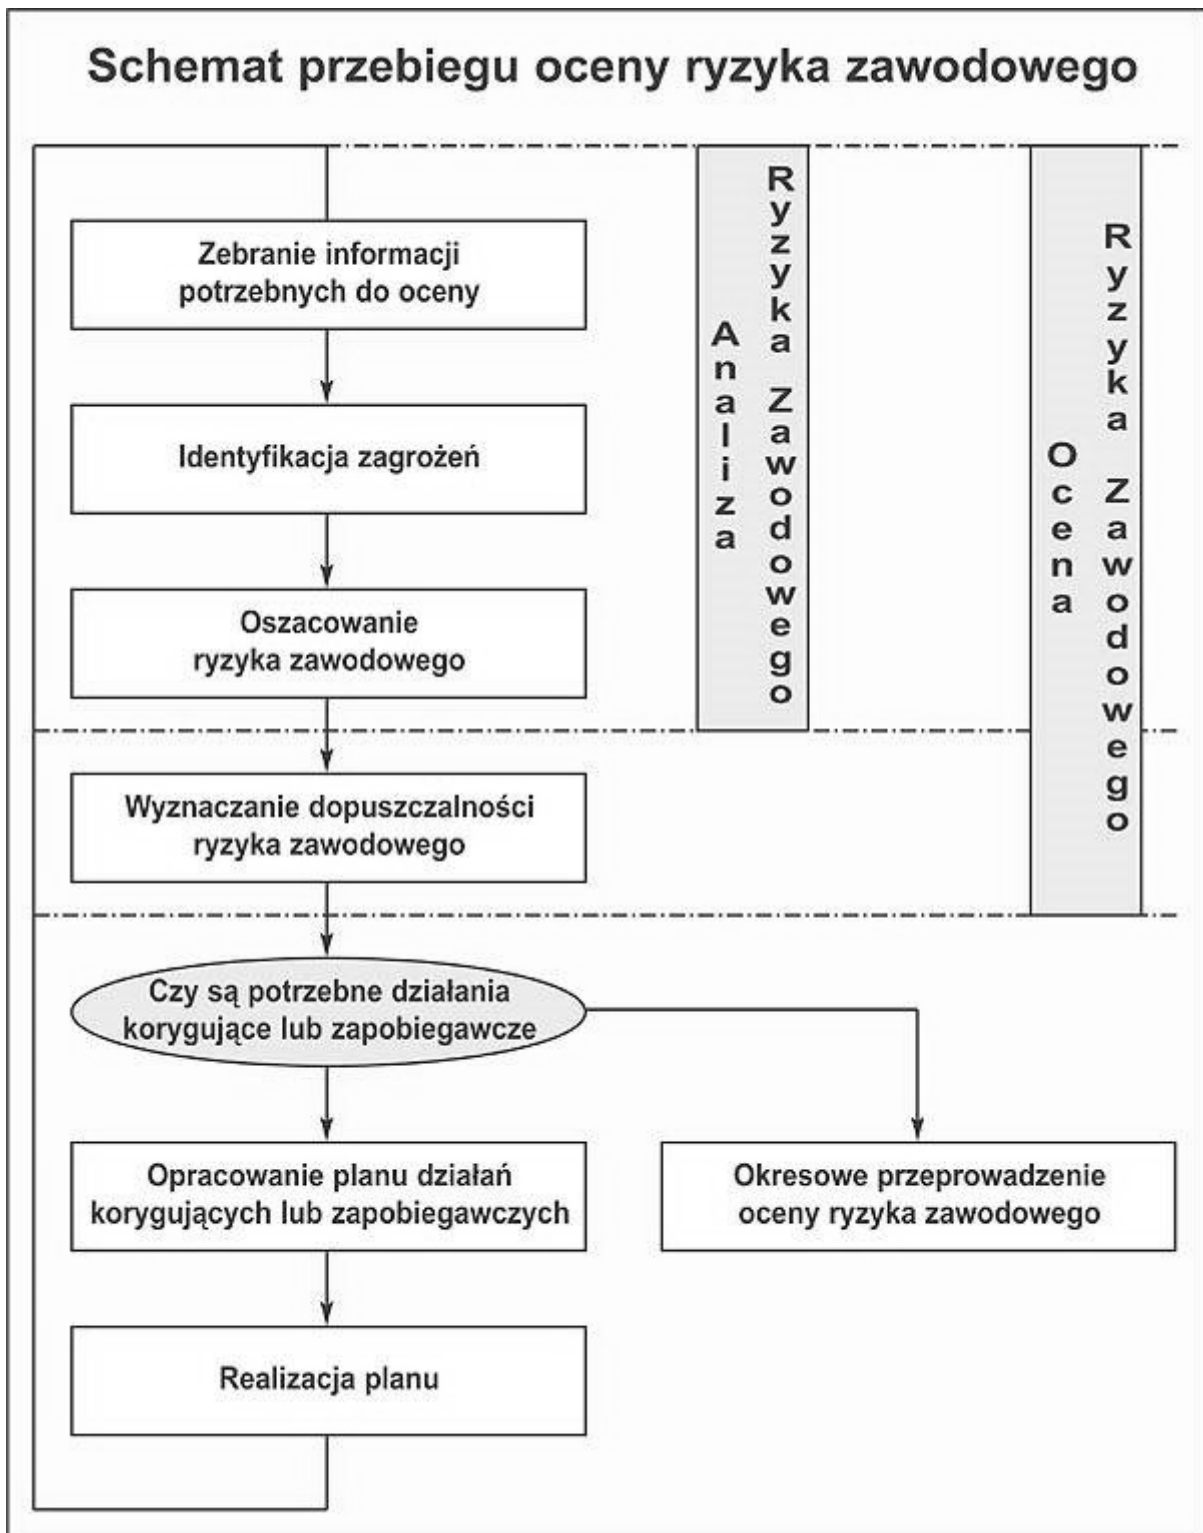 Schemat przebiegu oceny ryzyka zawodowego
Zebranie informacji
potrzebnych do oceny
Identyfikacja zagrożeń
Oszacowanie
ryzyka zawodowego
Analiza
Ryzyka Zawodowego
Ocena
Ryzyka Zawodowego
Wyznaczanie dopuszczalności
ryzyka zawodowego
Czy są potrzebne działania
korygujące lub zapobiegawcze
Opracowanie planu działań
korygujących lub zapobiegawczych
Okresowe przeprowadzenie
oceny ryzyka zawodowego
Realizacja planu